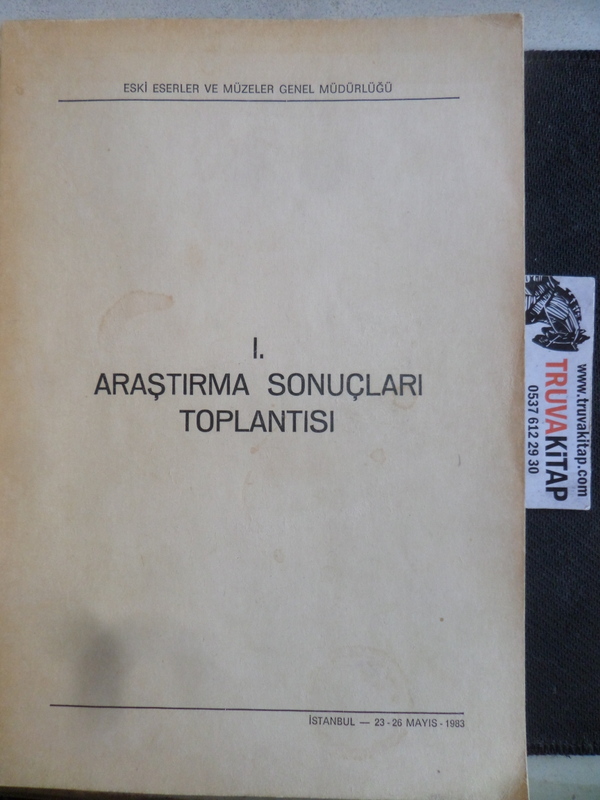 ESKİ ESERLER VE MÜZELER GENEL MÜDÜRLÜĞÜ
I.
ARAŞTIRMA SONUÇLARI
TOPLANTISI
İSTANBUL — 23-26 MAYIS-1983
www.truvakitap.com
TRUVAKİTAP
0537 612 29 30